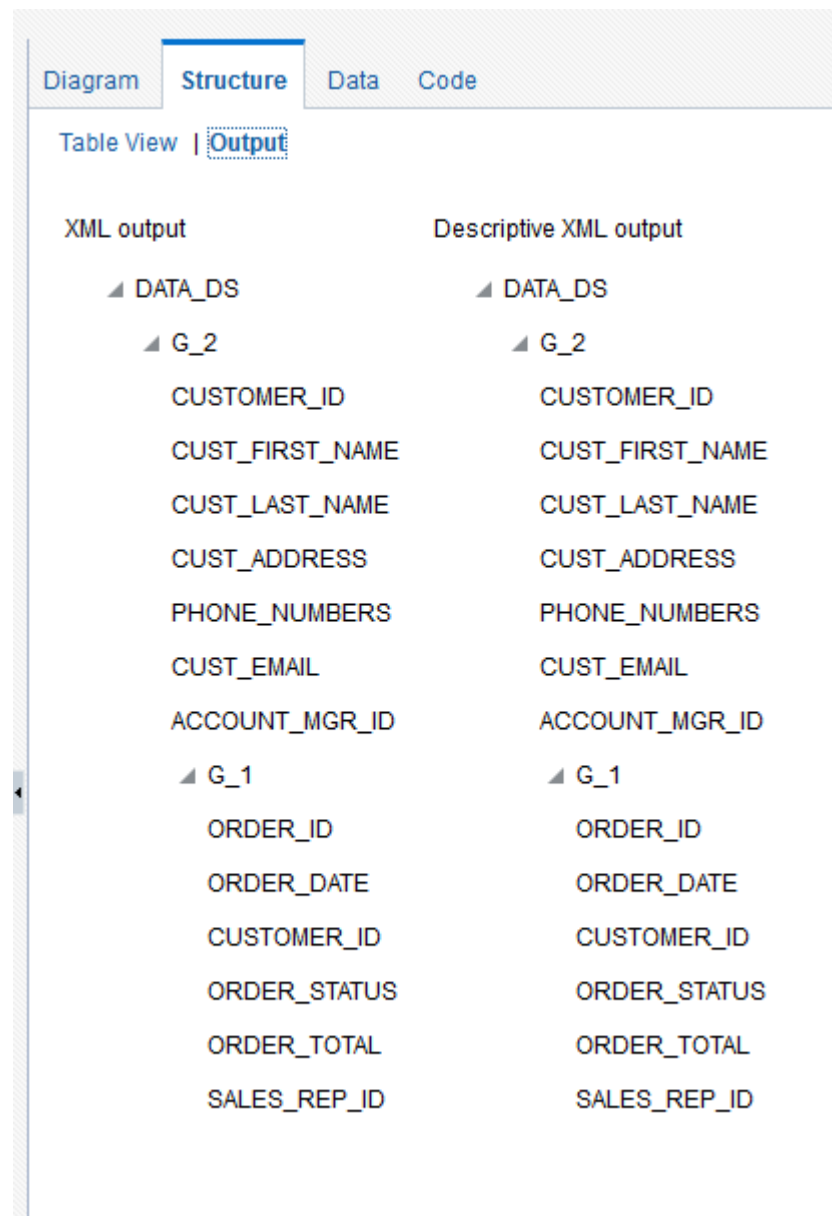 Diagram Structure Data Code
Table View | Output
XML output Descriptive XML output
DATA_DS DATA_DS
G_2 G_2
CUSTOMER_ID CUSTOMER_ID
CUST_FIRST_NAME CUST_FIRST_NAME
CUST_LAST_NAME CUST_LAST_NAME
CUST_ADDRESS CUST_ADDRESS
PHONE_NUMBERS PHONE_NUMBERS
CUST_EMAIL CUST_EMAIL
ACCOUNT_MGR_ID ACCOUNT_MGR_ID
G_1 G_1
ORDER_ID ORDER_ID
ORDER_DATE ORDER_DATE
CUSTOMER_ID CUSTOMER_ID
ORDER_STATUS ORDER_STATUS
ORDER_TOTAL ORDER_TOTAL
SALES_REP_ID SALES_REP_ID